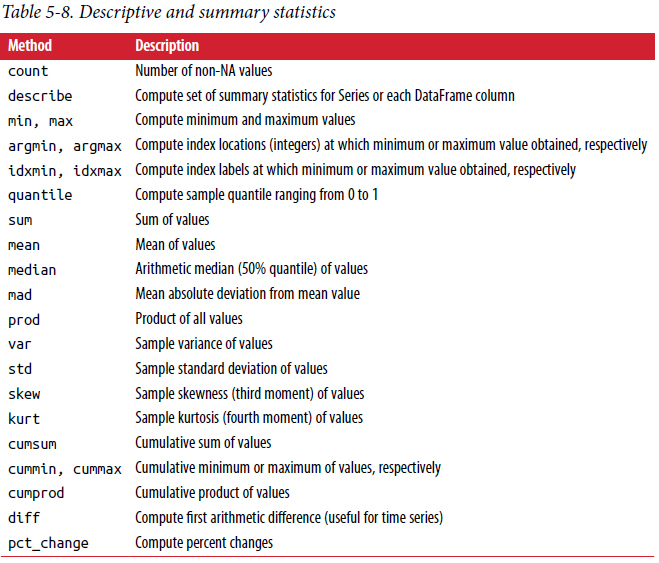 Table 5-8. Descriptive and summary statistics
Method Description
count Number of non-NA values
describe Compute set of summary statistics for Series or each DataFrame column
min, max Compute minimum and maximum values
argmin, argmax Compute index locations (integers) at which minimum or maximum value obtained, respectively
idxmin, idxmax Compute index labels at which minimum or maximum value obtained, respectively
quantile Compute sample quantile ranging from 0 to 1
sum Sum of values
mean Mean of values
median Arithmetic median (50% quantile) of values
mad Mean absolute deviation from mean value
prod Product of all values
var Sample variance of values
std Sample standard deviation of values
skew Sample skewness (third moment) of values
kurt Sample kurtosis (fourth moment) of values
cumsum Cumulative sum of values
cummin, cummax Cumulative minimum or maximum of values, respectively
cumprod Cumulative product of values
diff Compute first arithmetic difference (useful for time series)
pct_change Compute percent changes